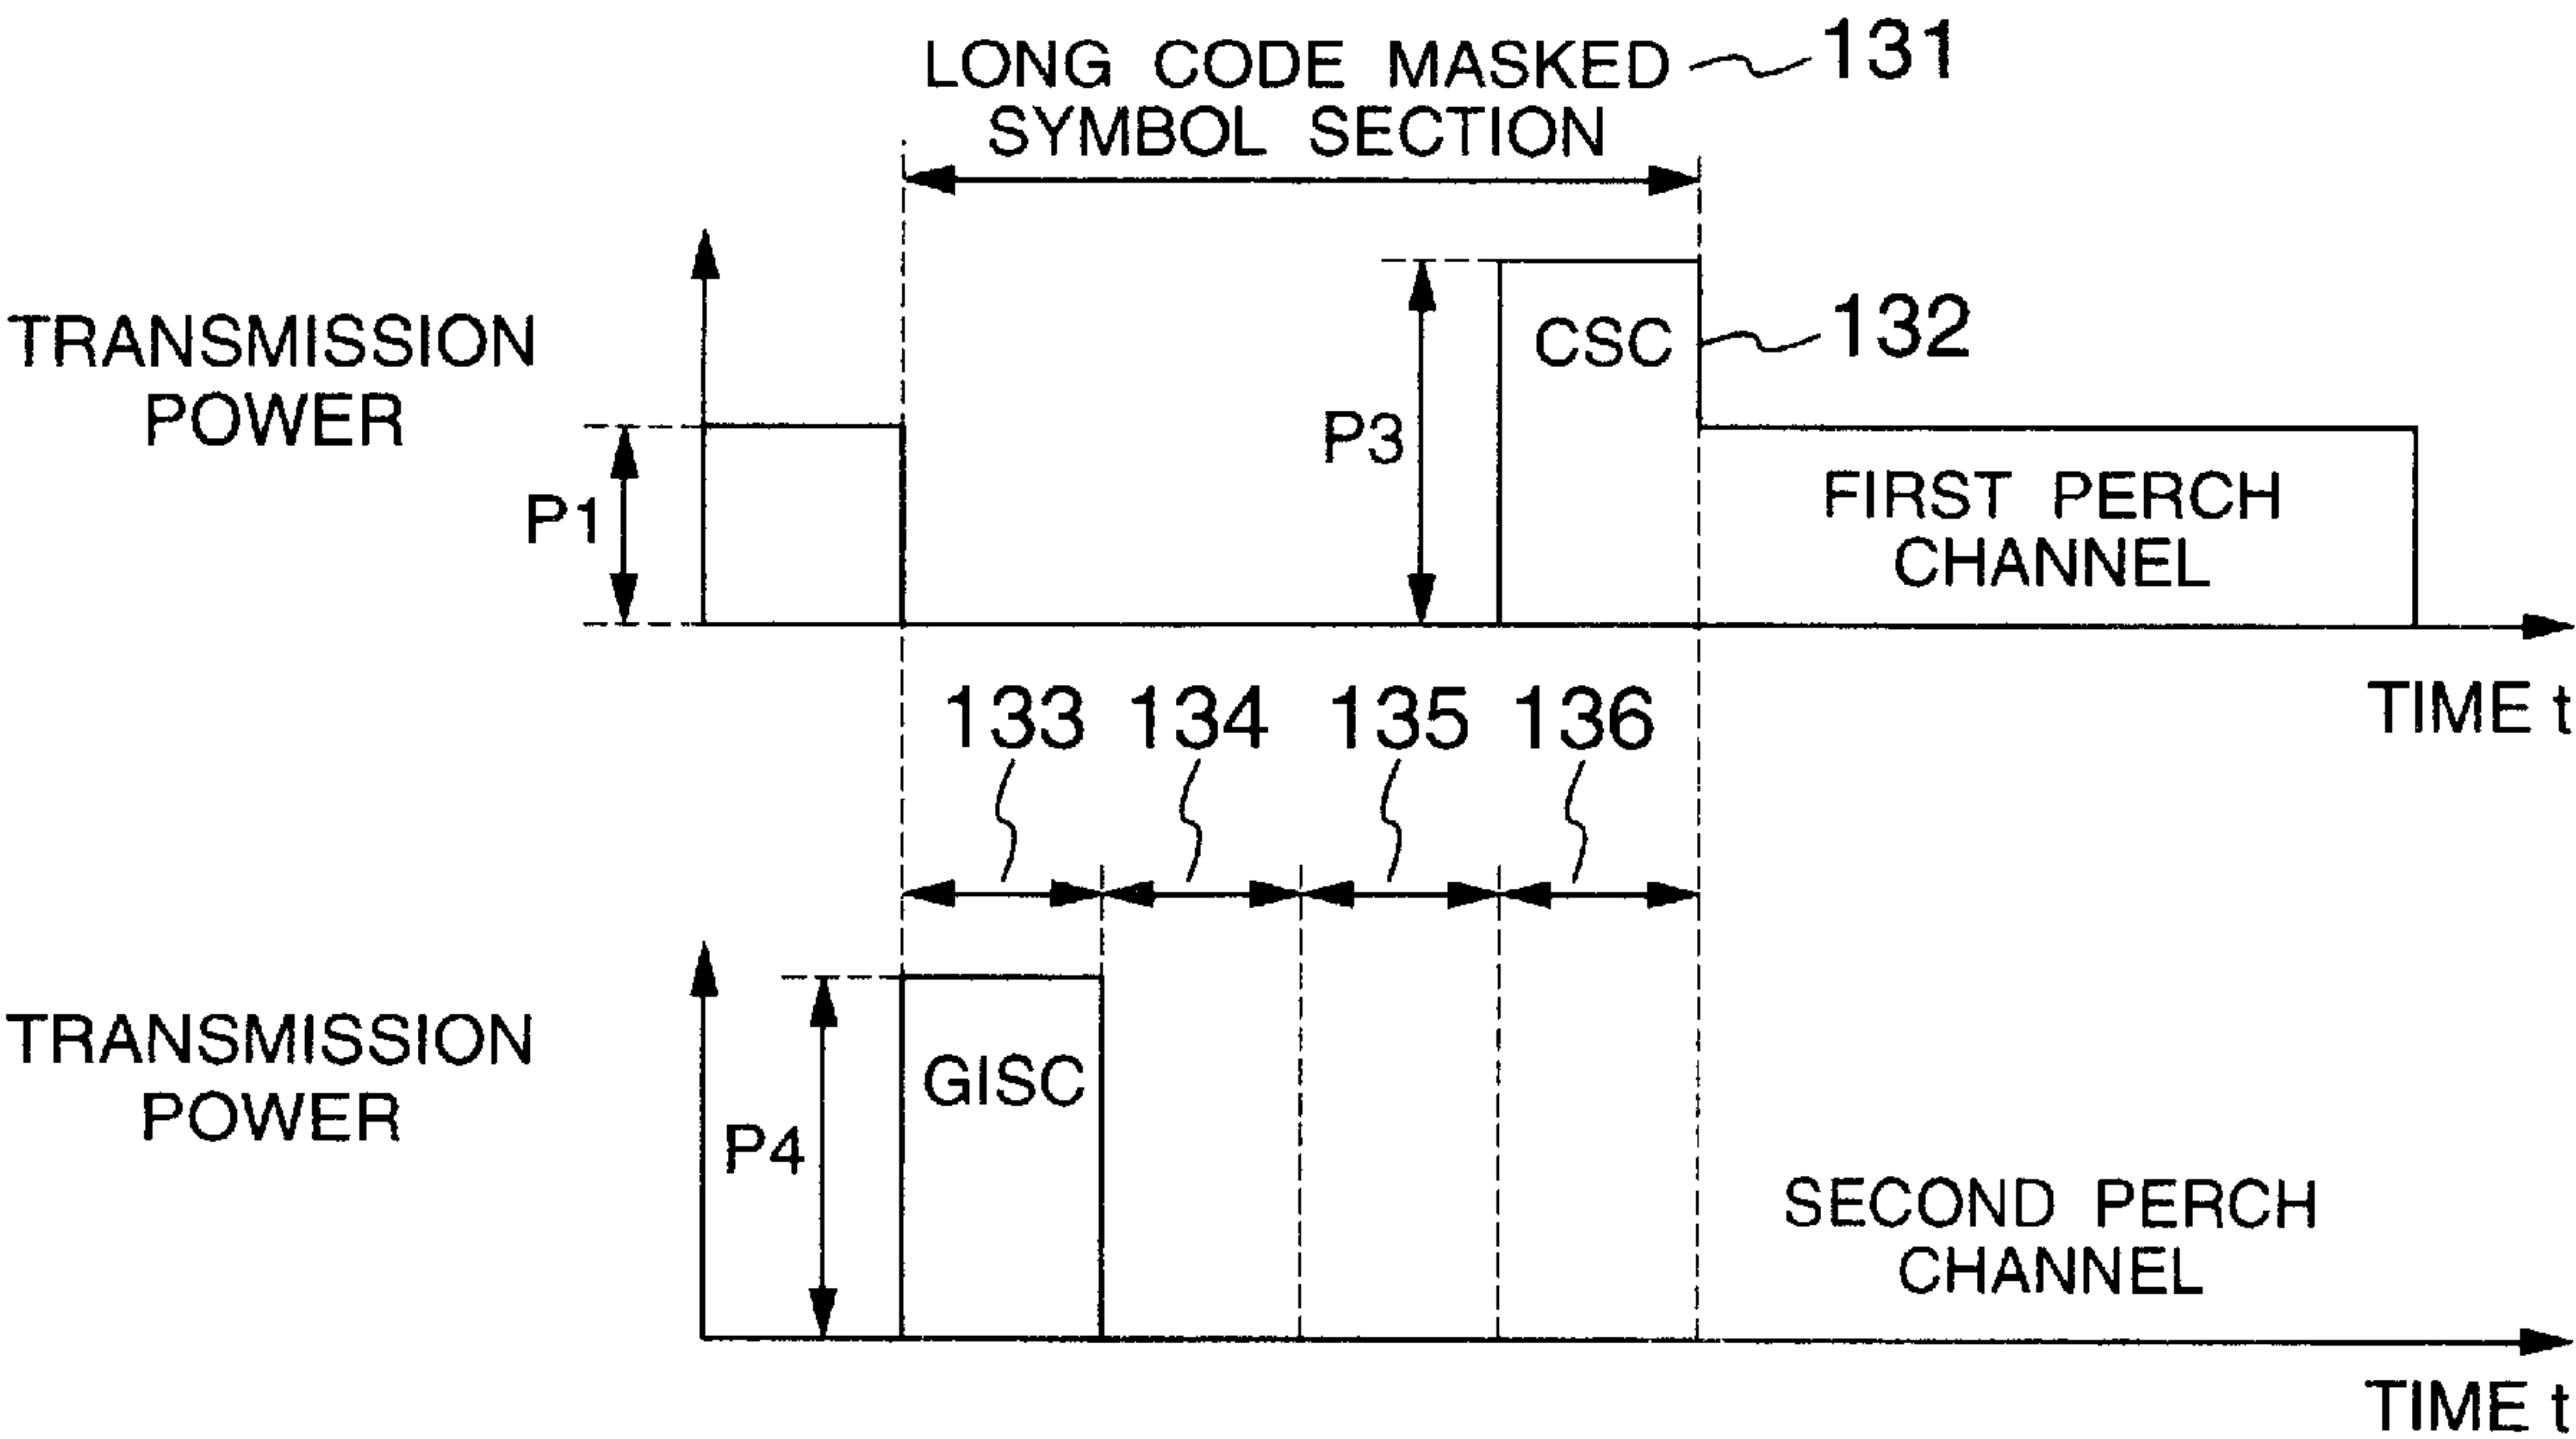 LONG CODE MASKED 131
SYMBOL SECTION
TRANSMISSION
POWER
P1
P3
CSC
132
FIRST PERCH
CHANNEL
TIME t
133 134 135 136
TRANSMISSION
POWER
P4
GISC
SECOND PERCH
CHANNEL
TIME t